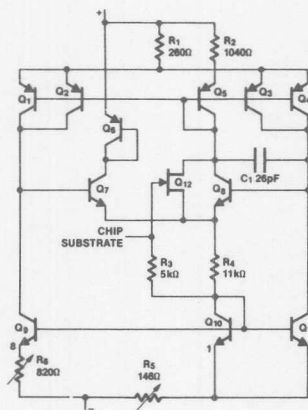 +
R1
260Ω
R2
1040Ω
Q1
Q2
Q5
Q3
Q4
Q6
Q7
Q12
Q8
C1 26pF
CHIP
SUBSTRATE
R3
5kΩ
R4
11kΩ
Q9
Q10
Q
8
1
R6
820Ω
R5
146Ω
−